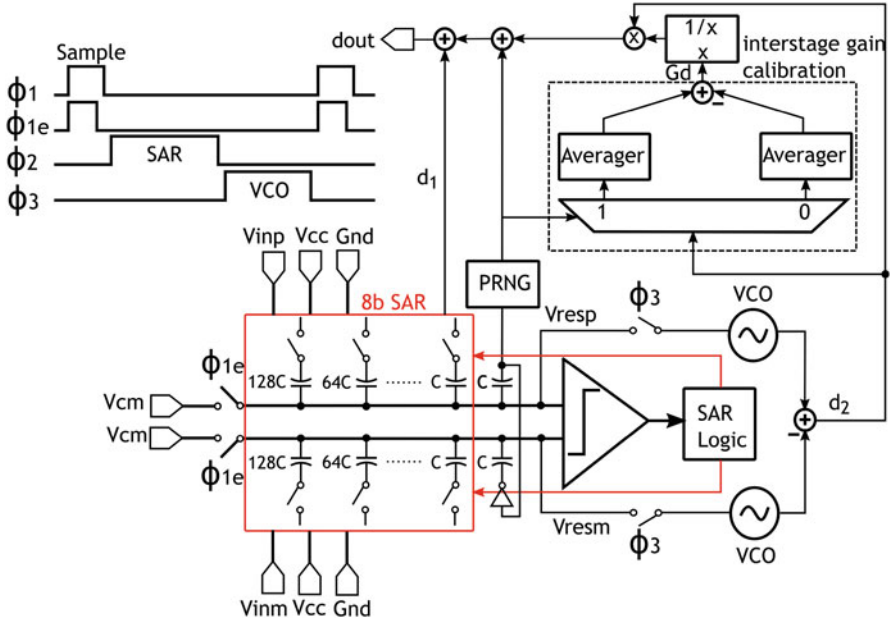 dout
1/x
x
interstage gain
calibration
Gd
Sample
ϕ1
ϕ1e
ϕ2
SAR
ϕ3
VCO
d1
Averager
Averager
1
0
Vinp
Vcc
Gnd
PRNG
8b SAR
Vresp
ϕ3
VCO
ϕ1e
128C
64C
C
C
Vcm
Vcm
SAR
Logic
d2
ϕ1e
128C
64C
C
C
Vresm
ϕ3
VCO
Vinm
Vcc
Gnd